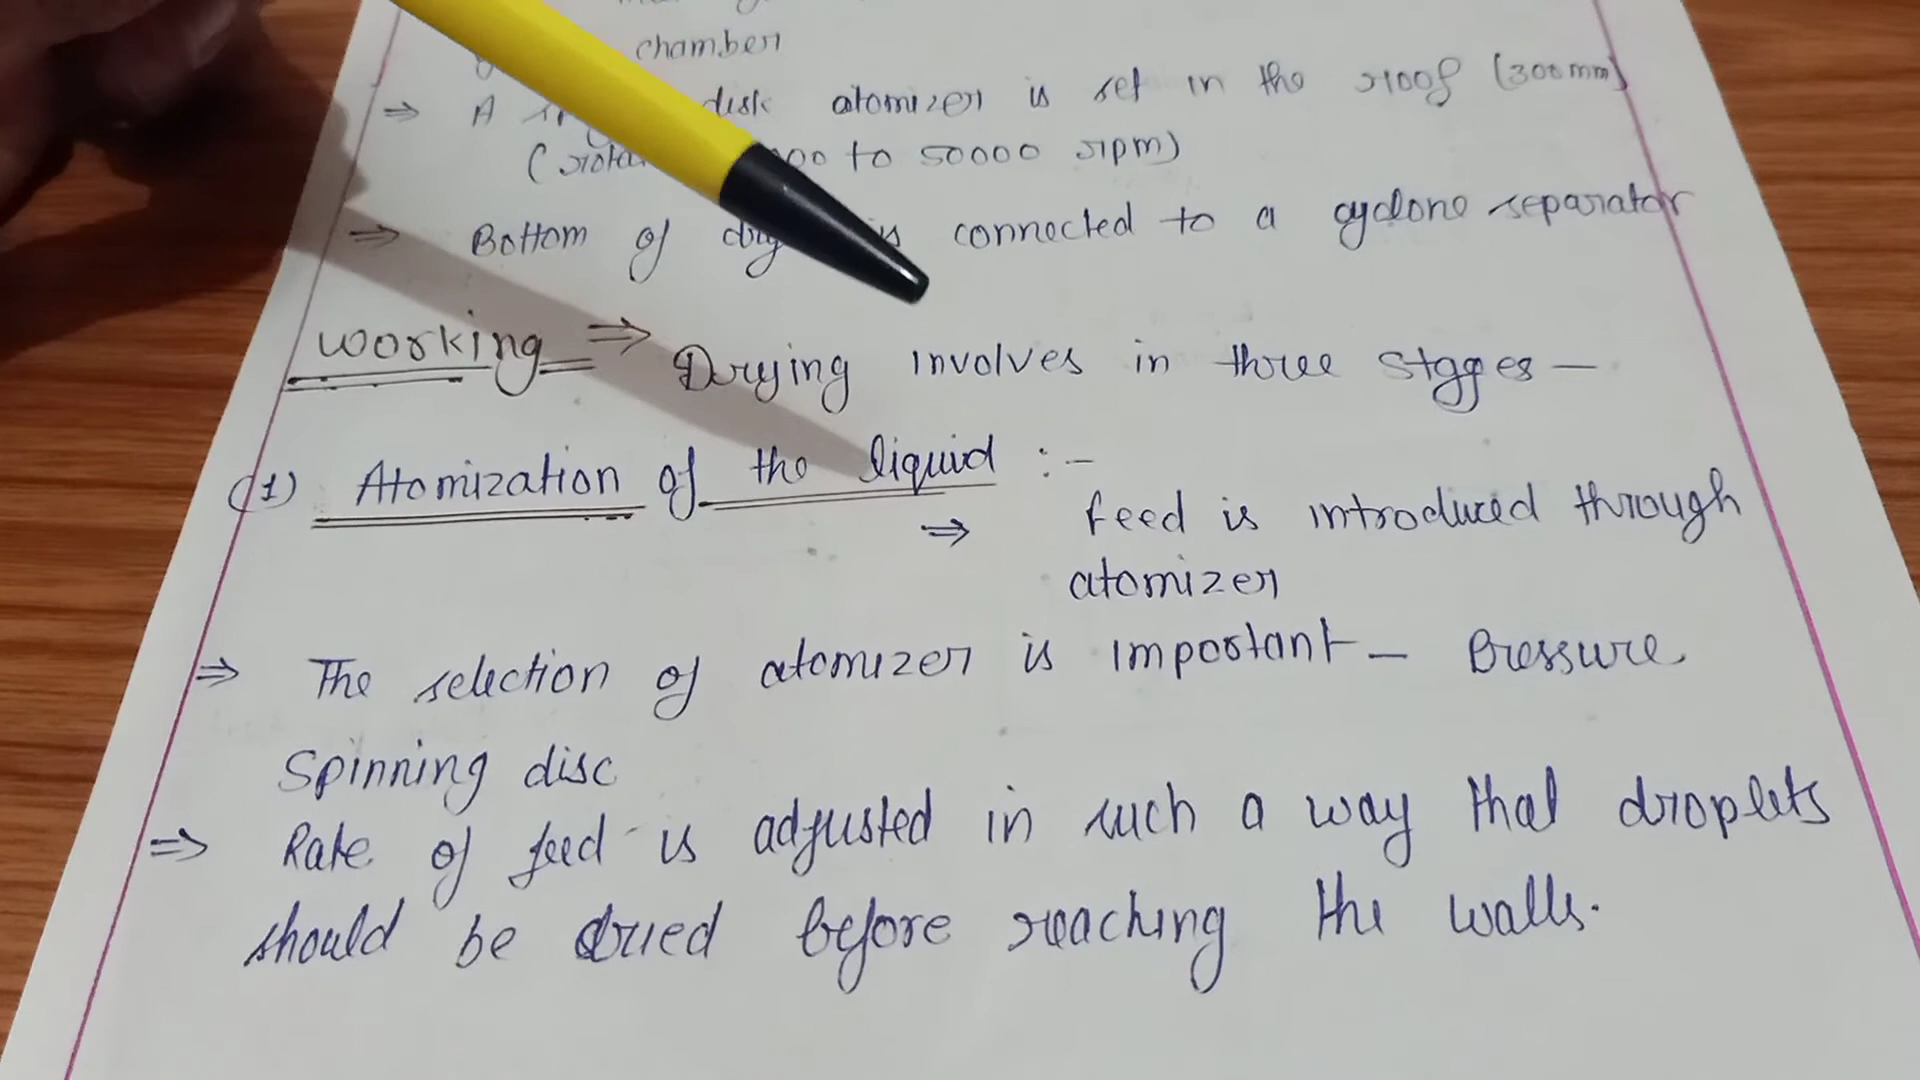 chamber
⇒ A disk atomizer is set in the roof (300mm)
to 50000 rpm)
⇒ Bottom of is connected to a cyclone separator
Working ⇒ Drying involves in three stages —
(1) Atomization of the liquid :-
⇒ feed is introduced through
atomizer
⇒ The selection of atomizer is important — Pressure
Spinning disc
⇒ Rate of feed is adjusted in such a way that droplets
should be dried before reaching the walls.